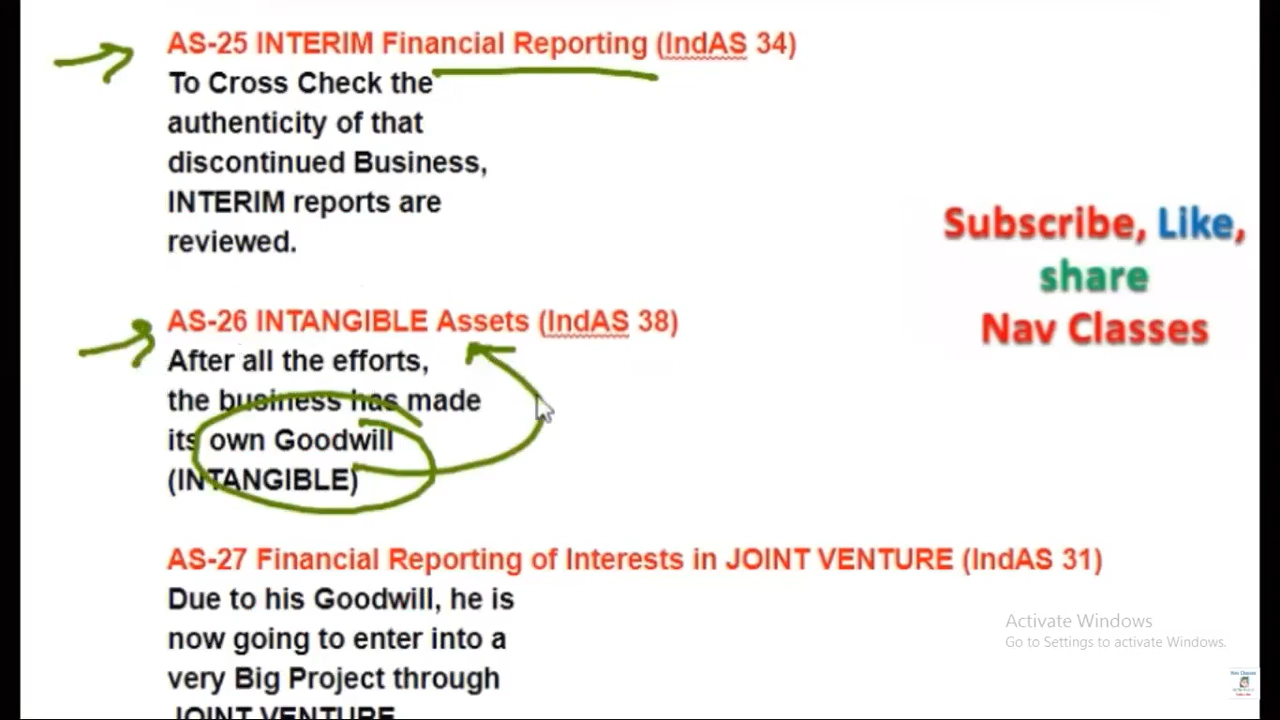 AS-25 INTERIM Financial Reporting (IndAS 34)
To Cross Check the
authenticity of that
discontinued Business,
INTERIM reports are
reviewed.
Subscribe, Like,
share
Nav Classes
AS-26 INTANGIBLE Assets (IndAS 38)
After all the efforts,
the business has made
its own Goodwill
(INTANGIBLE)
AS-27 Financial Reporting of Interests in JOINT VENTURE (IndAS 31)
Due to his Goodwill, he is
now going to enter into a
very Big Project through
JOINT VENTURE
Activate Windows
Go to Settings to activate Windows.
Nav Classes